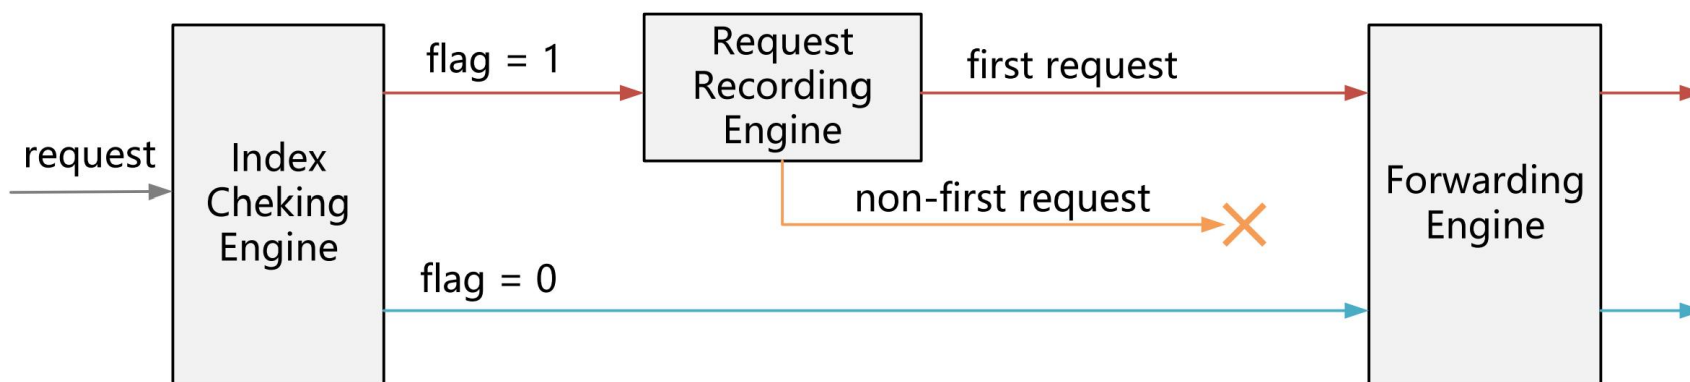 request
Index
Cheking
Engine
flag = 1
Request
Recording
Engine
first request
non-first request
flag = 0
Forwarding
Engine